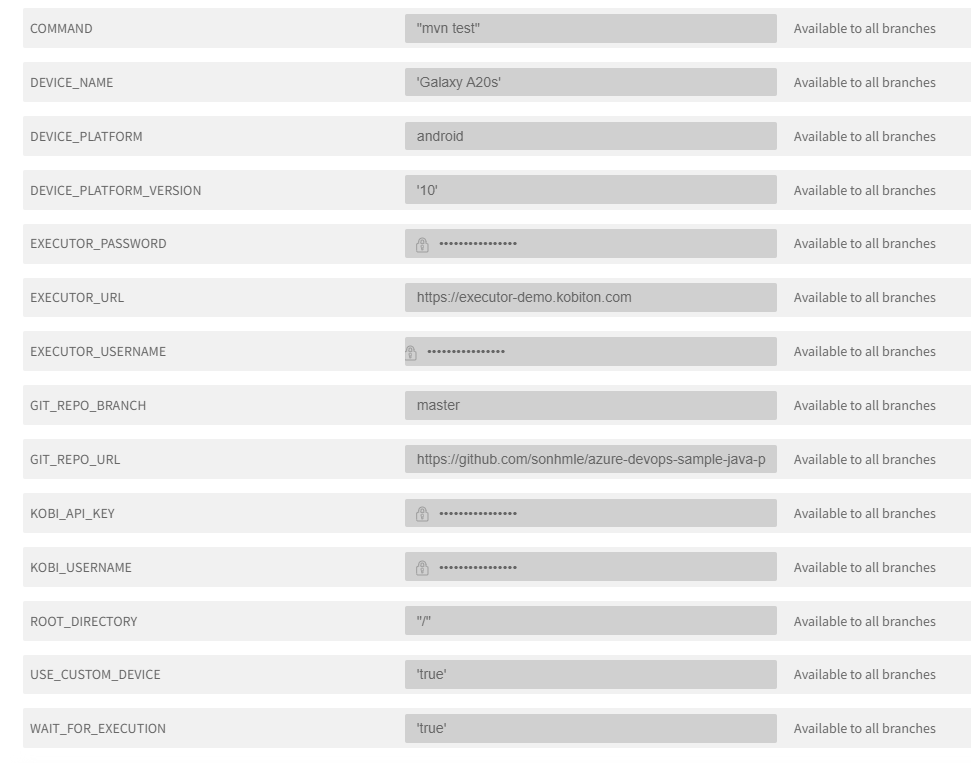 COMMAND "mvn test" Available to all branches
DEVICE_NAME 'Galaxy A20s' Available to all branches
DEVICE_PLATFORM android Available to all branches
DEVICE_PLATFORM_VERSION '10' Available to all branches
EXECUTOR_PASSWORD •••••••••••••••• Available to all branches
EXECUTOR_URL https://executor-demo.kobiton.com Available to all branches
EXECUTOR_USERNAME •••••••••••••••• Available to all branches
GIT_REPO_BRANCH master Available to all branches
GIT_REPO_URL https://github.com/sonhmle/azure-devops-sample-java-p Available to all branches
KOBI_API_KEY •••••••••••••••• Available to all branches
KOBI_USERNAME •••••••••••••••• Available to all branches
ROOT_DIRECTORY "/" Available to all branches
USE_CUSTOM_DEVICE 'true' Available to all branches
WAIT_FOR_EXECUTION 'true' Available to all branches